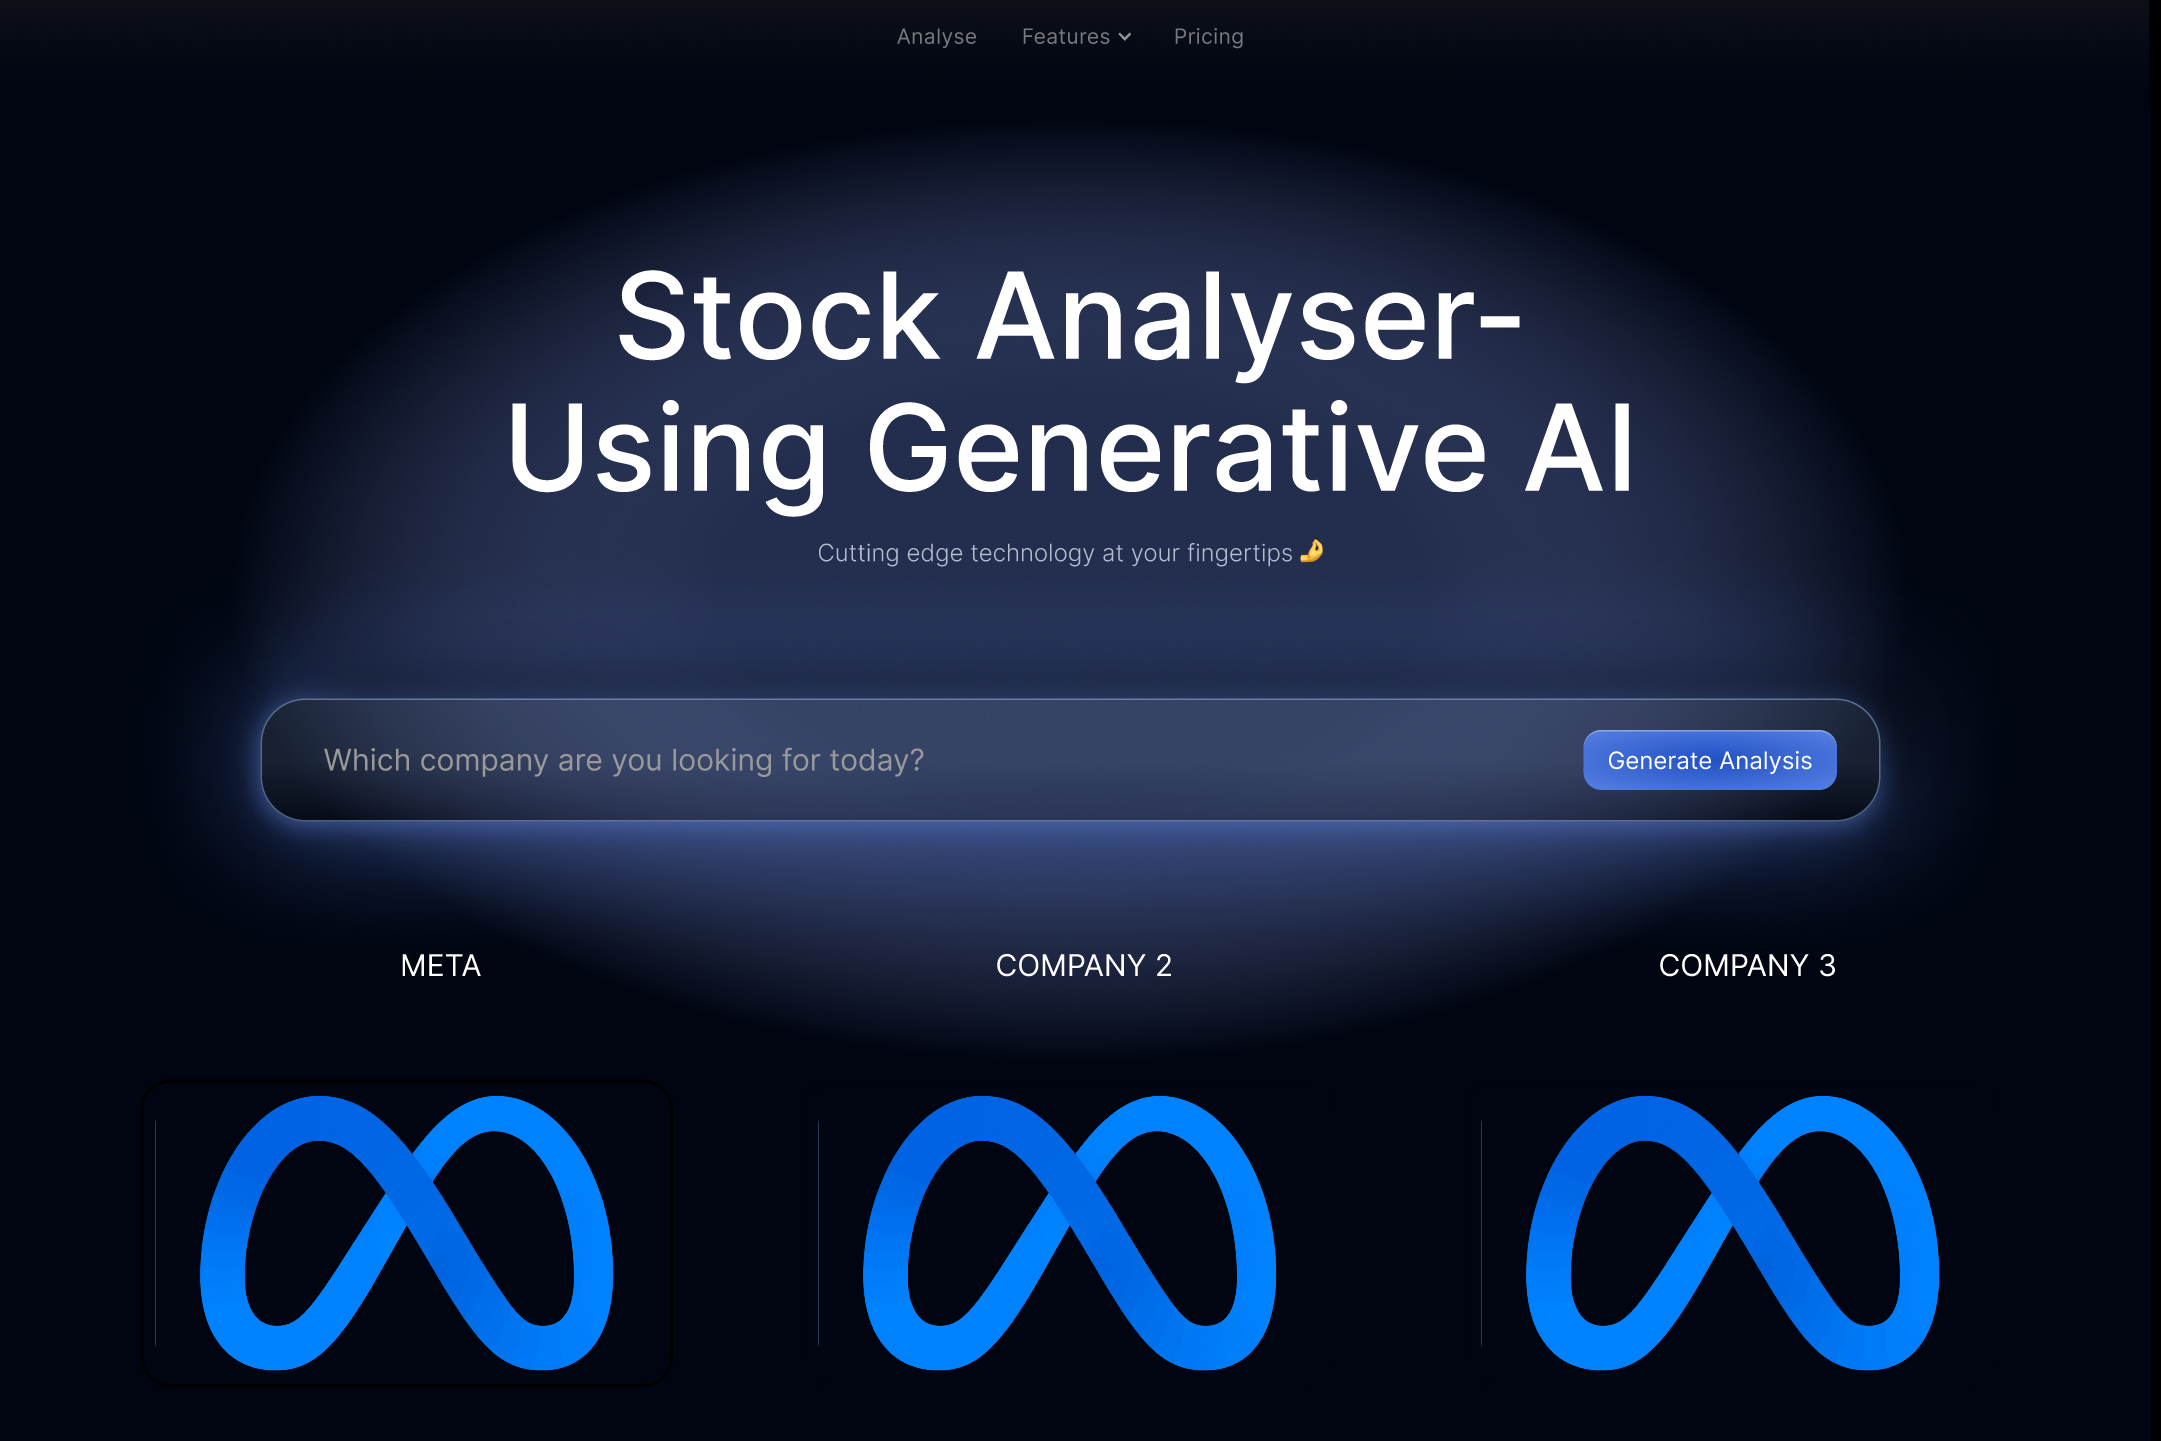 Analyse Features Pricing
Stock Analyser-
Using Generative AI
Cutting edge technology at your fingertips 🤌
Which company are you looking for today?
Generate Analysis
META
COMPANY 2
COMPANY 3